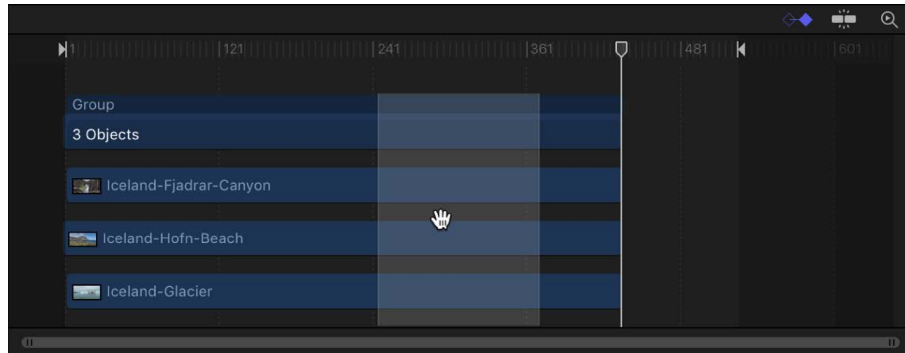 1 121 241 361 481 601
Group
3 Objects
Iceland-Fjadrar-Canyon
Iceland-Hofn-Beach
Iceland-Glacier